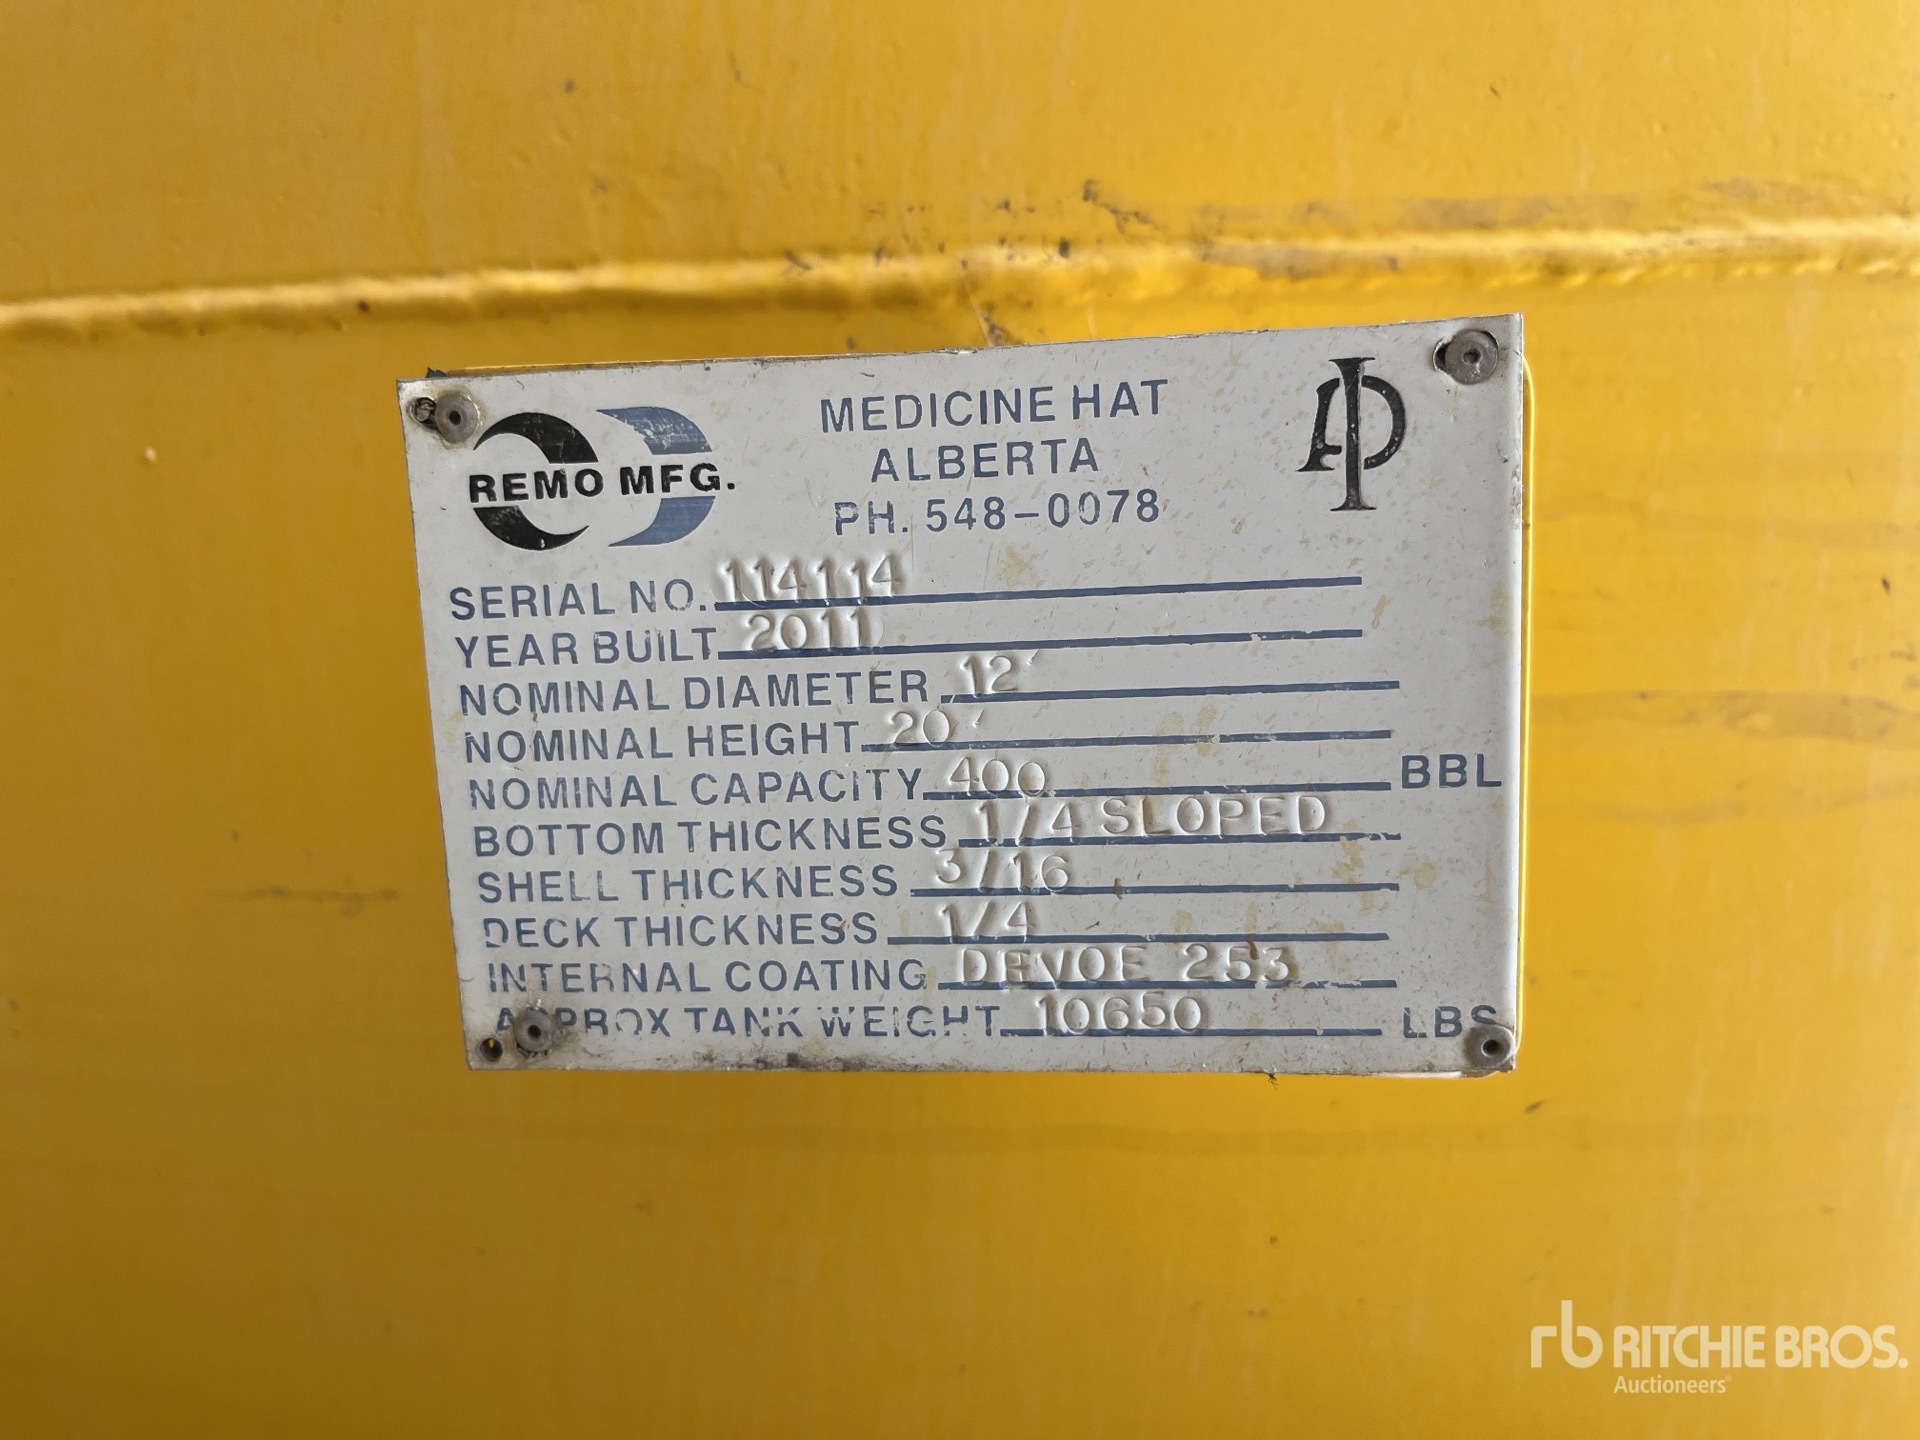 REMO MFG.
MEDICINE HAT
ALBERTA
PH. 548-0078
API
SERIAL NO. 114114
YEAR BUILT 2011
NOMINAL DIAMETER 12'
NOMINAL HEIGHT 20'
NOMINAL CAPACITY 400 BBL
BOTTOM THICKNESS 1/4 SLOPED
SHELL THICKNESS 3/16
DECK THICKNESS 1/4
INTERNAL COATING DEVOE 253
APPROX TANK WEIGHT 10650 LBS
rb RITCHIE BROS.
Auctioneers